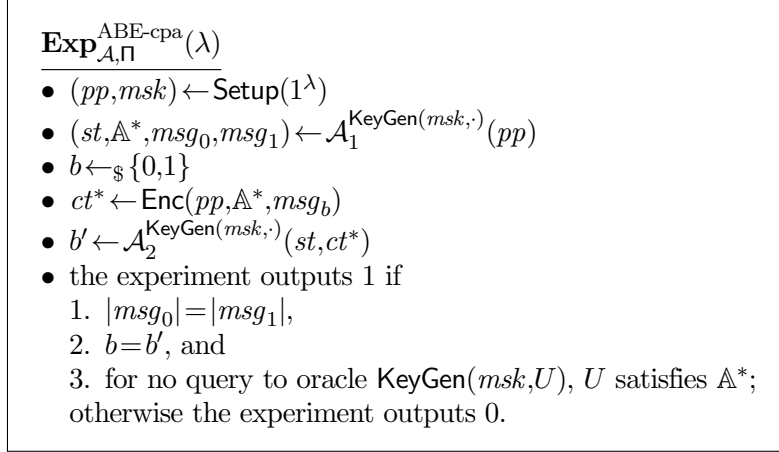 Exp^{ABE-cpa}_{𝒜,Π}(λ)
• (pp,msk)←Setup(1^λ)
• (st,𝔸*,msg_0,msg_1)←𝒜_1^{KeyGen(msk,·)}(pp)
• b←_${0,1}
• ct*←Enc(pp,𝔸*,msg_b)
• b′←𝒜_2^{KeyGen(msk,·)}(st,ct*)
• the experiment outputs 1 if
1. |msg_0|=|msg_1|,
2. b=b′, and
3. for no query to oracle KeyGen(msk,U), U satisfies 𝔸*;
otherwise the experiment outputs 0.